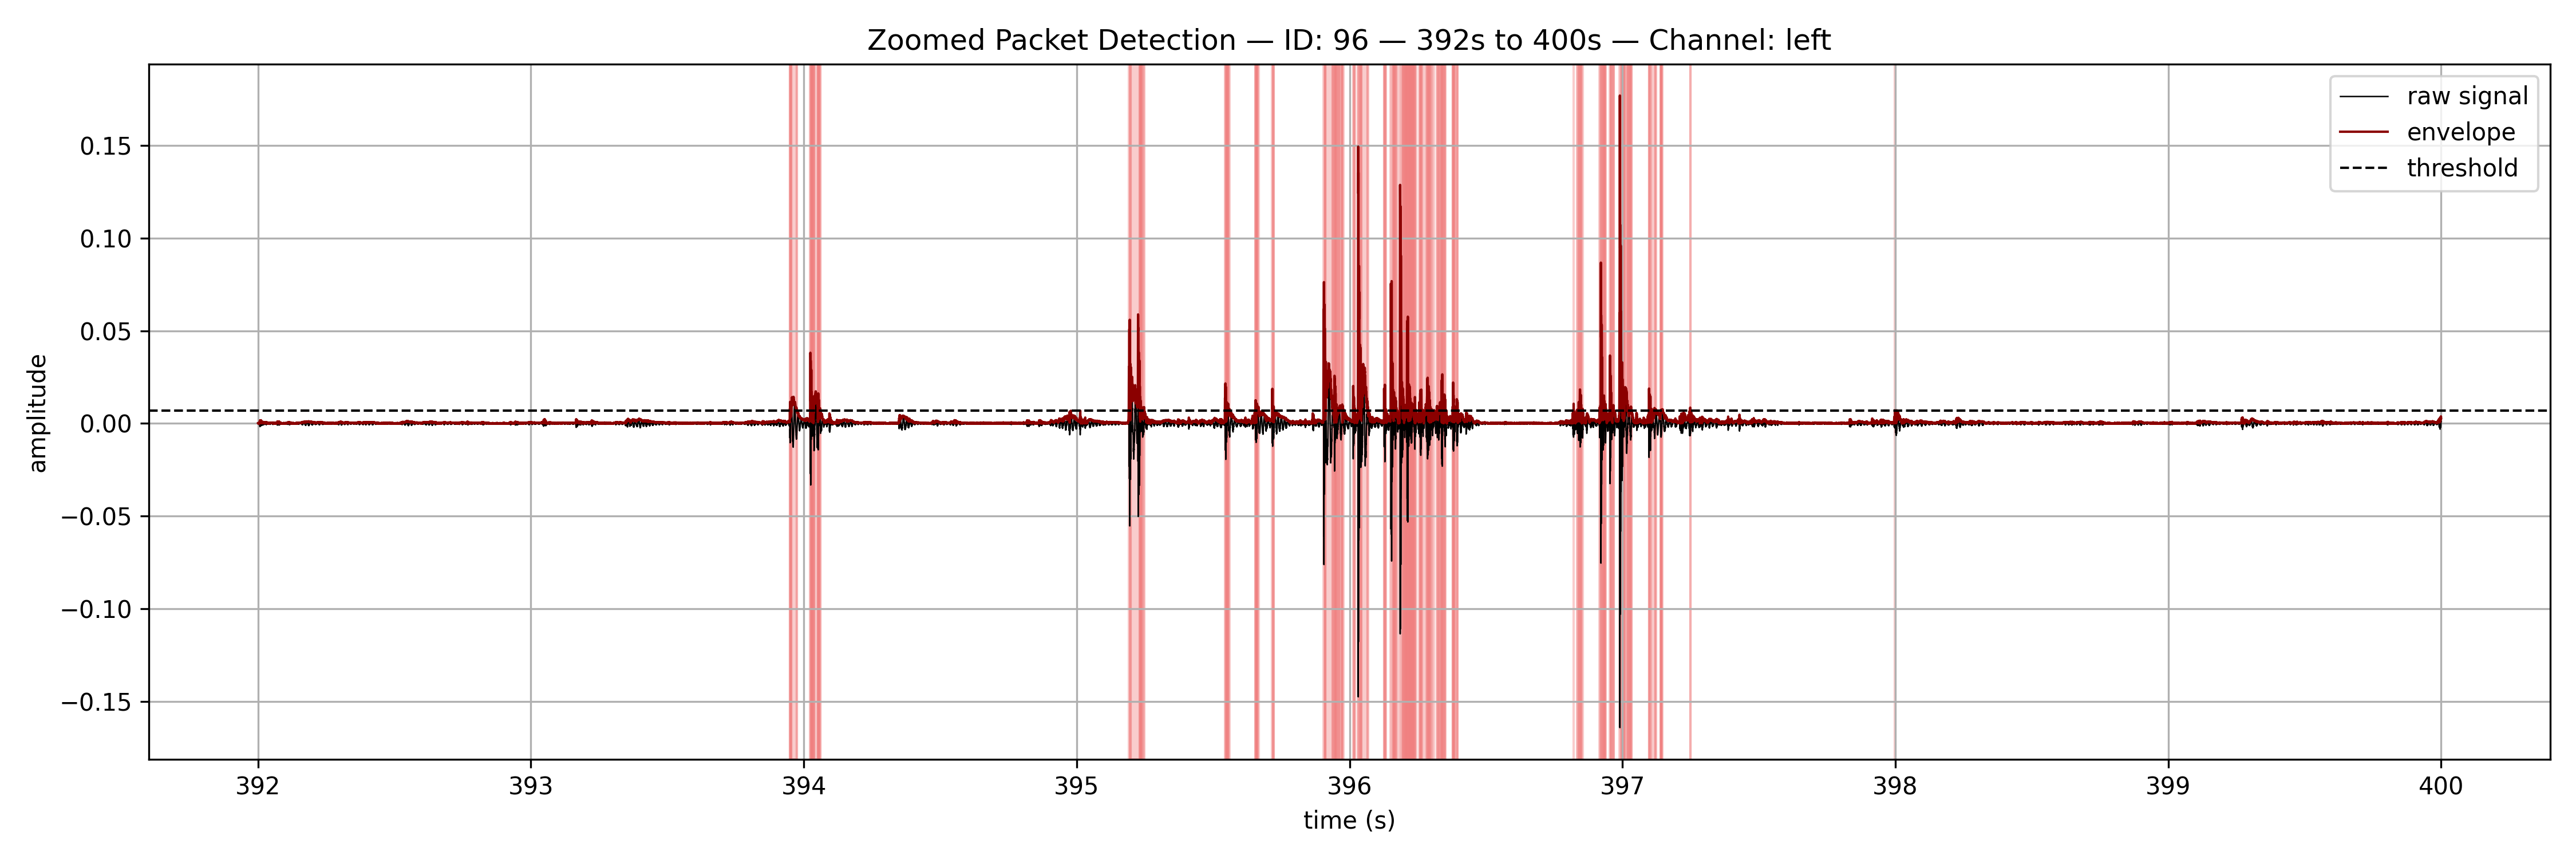 Zoomed Packet Detection — ID: 96 — 392s to 400s — Channel: left
raw signal
envelope
threshold
0.15
0.10
0.05
0.00
−0.05
−0.10
−0.15
amplitude
392 393 394 395 396 397 398 399 400
time (s)